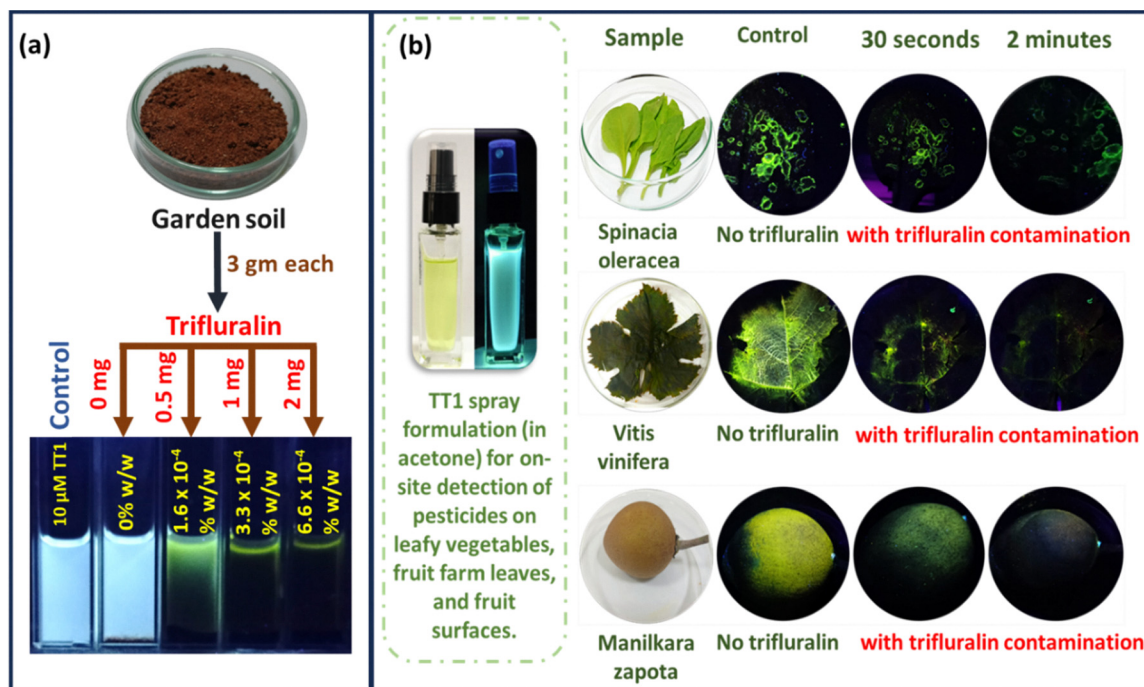 (a)
Garden soil
3 gm each
Trifluralin
Control
0 mg
0.5 mg
1 mg
2 mg
10 µM TT1
0% w/w
1.6 x 10⁻⁴
% w/w
3.3 x 10⁻⁴
% w/w
6.6 x 10⁻⁴
% w/w
(b)
TT1 spray
formulation (in
acetone) for on-
site detection of
pesticides on
leafy vegetables,
fruit farm leaves,
and fruit
surfaces.
Sample Control 30 seconds 2 minutes
Spinacia
oleracea
No trifluralin with trifluralin contamination
Vitis
vinifera
No trifluralin with trifluralin contamination
Manilkara
zapota
No trifluralin with trifluralin contamination